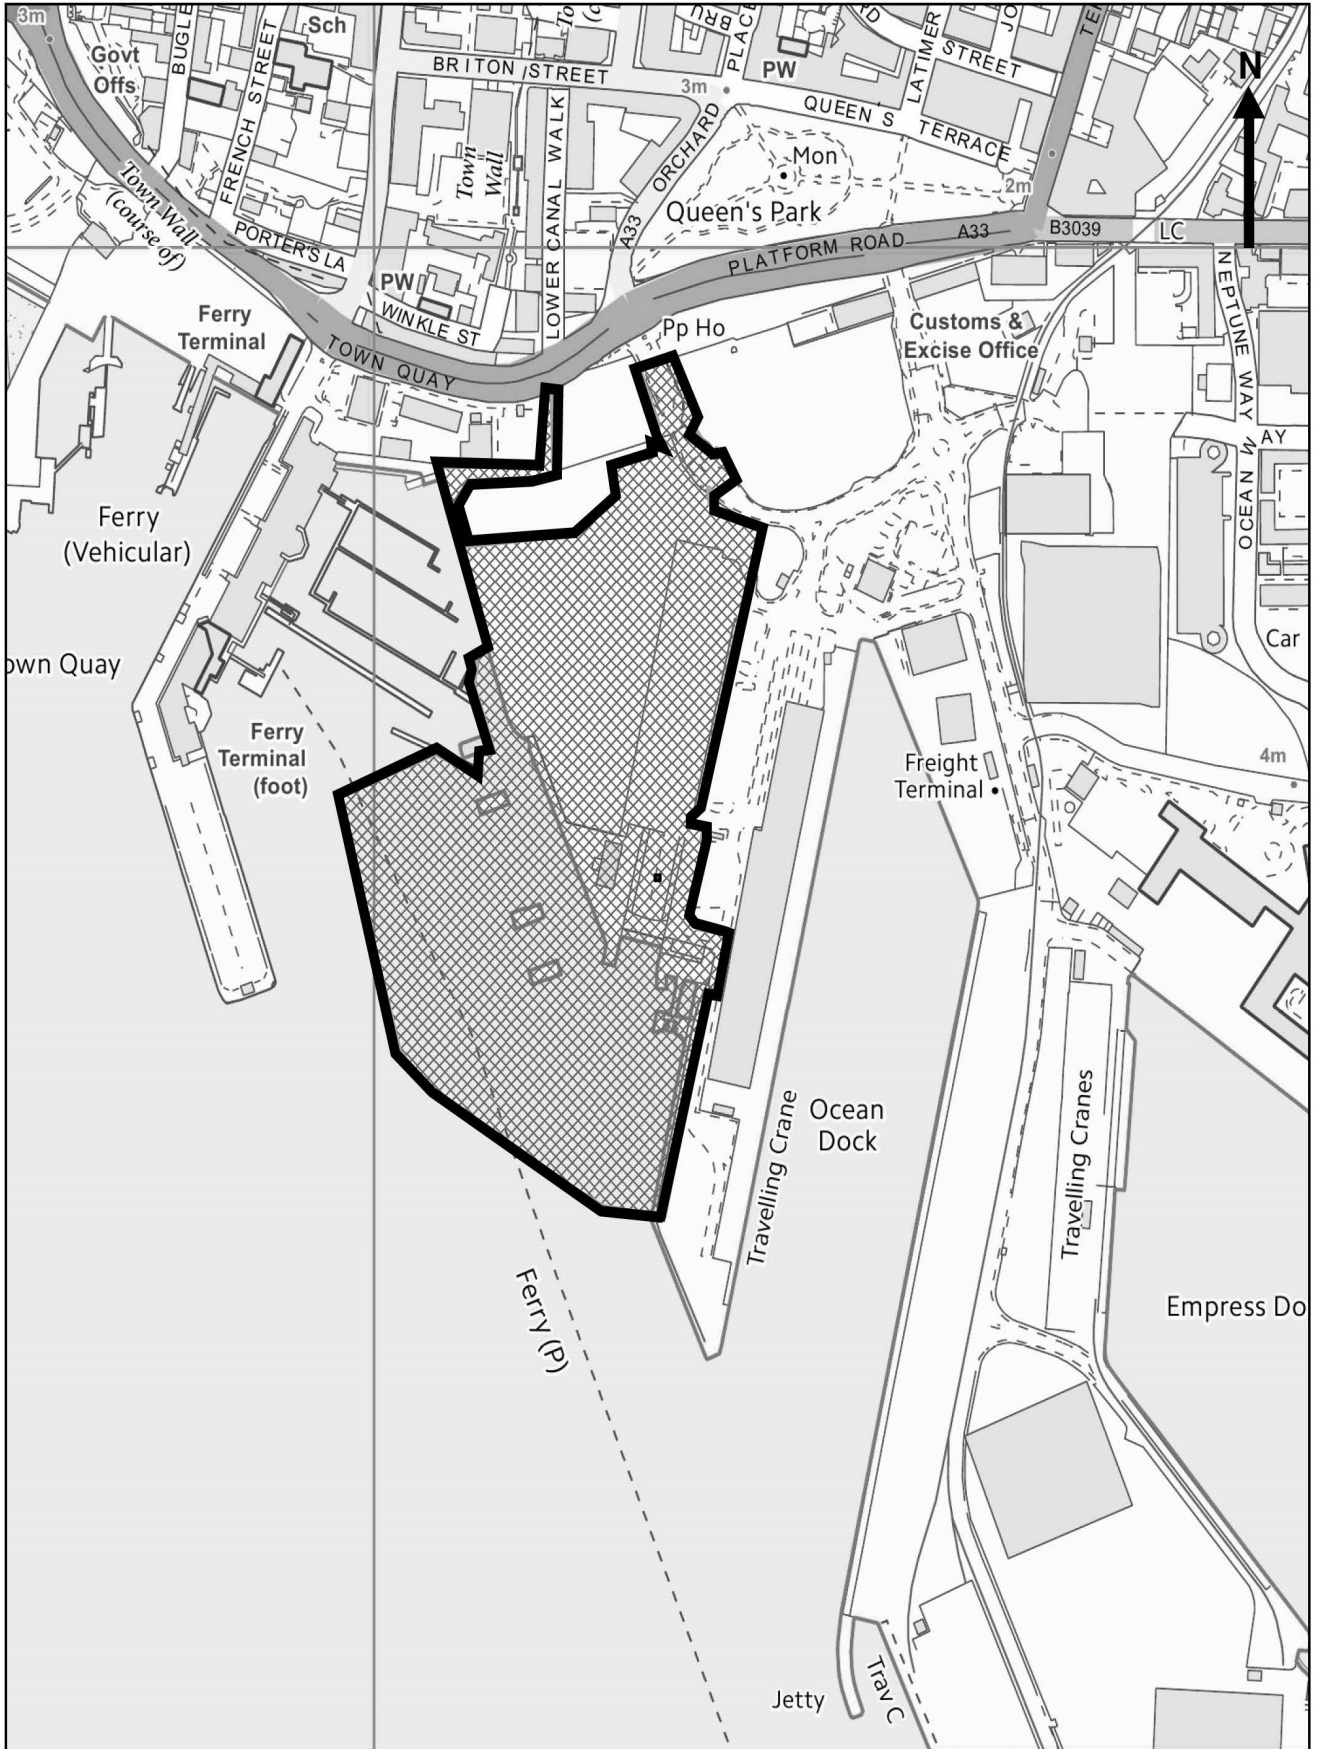 3m
Govt
Offs
BUGLE
FRENCH STREET
Sch
BRITON STREET
PLACE
PW
LATIMER
STREET
N
3m
QUEEN'S TERRACE
ORCHARD
Town
Wall
LOWER CANAL WALK
Mon
Queen's Park
2m
Town Wall
(course of)
PORTER'S LA
A33
PLATFORM ROAD
A33
B3039
LC
PW
WINKLE ST
Ferry
Terminal
TOWN QUAY
Pp Ho
Customs &
Excise Office
NEPTUNE WAY
OCEAN W
AY
Ferry
(Vehicular)
Car
own Quay
Ferry
Terminal
(foot)
Freight
Terminal
4m
Ocean
Dock
Travelling Crane
Travelling Cranes
Ferry (P)
Empress Do
Jetty
Trav C